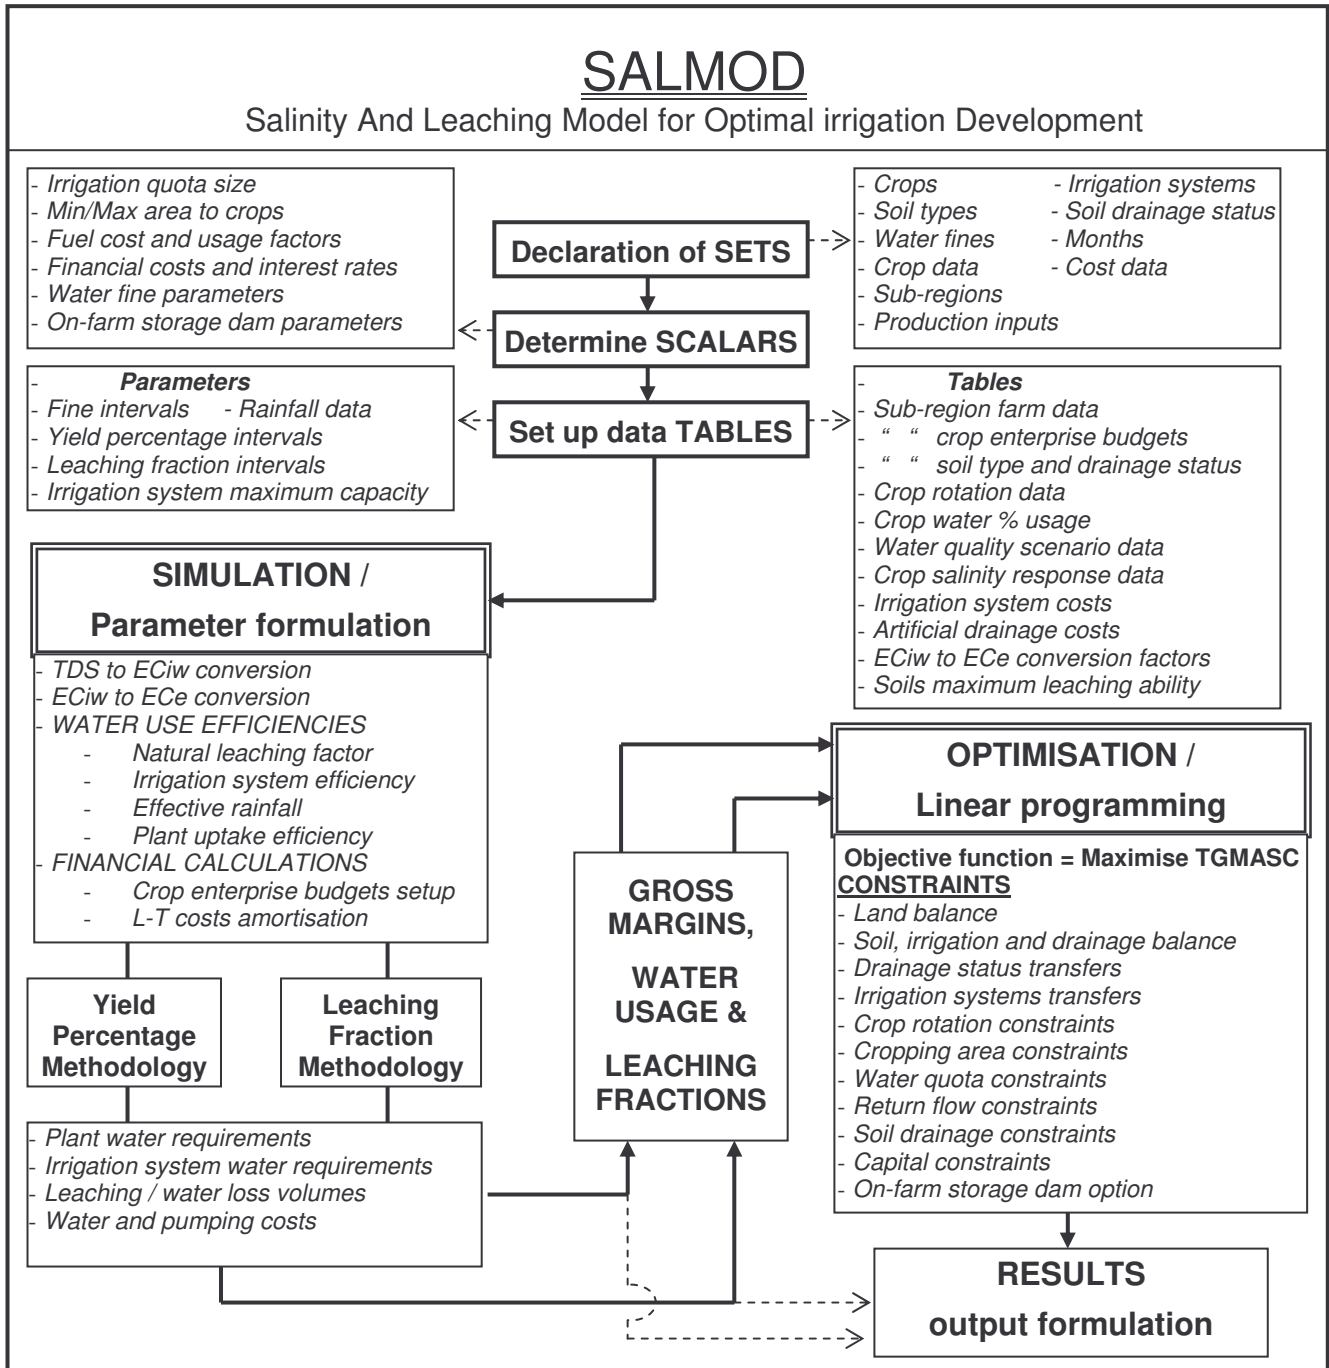 SALMOD
Salinity And Leaching Model for Optimal irrigation Development
- Irrigation quota size
- Min/Max area to crops
- Fuel cost and usage factors
- Financial costs and interest rates
- Water fine parameters
- On-farm storage dam parameters
Declaration of SETS
Determine SCALARS
Set up data TABLES
- Crops - Irrigation systems
- Soil types - Soil drainage status
- Water fines - Months
- Crop data - Cost data
- Sub-regions
- Production inputs
- Parameters
- Fine intervals - Rainfall data
- Yield percentage intervals
- Leaching fraction intervals
- Irrigation system maximum capacity
- Tables
- Sub-region farm data
- “ “ crop enterprise budgets
- “ “ soil type and drainage status
- Crop rotation data
- Crop water % usage
- Water quality scenario data
- Crop salinity response data
- Irrigation system costs
- Artificial drainage costs
- ECiw to ECe conversion factors
- Soils maximum leaching ability
SIMULATION /
Parameter formulation
- TDS to ECiw conversion
- ECiw to ECe conversion
- WATER USE EFFICIENCIES
- Natural leaching factor
- Irrigation system efficiency
- Effective rainfall
- Plant uptake efficiency
- FINANCIAL CALCULATIONS
- Crop enterprise budgets setup
- L-T costs amortisation
Yield
Percentage
Methodology
Leaching
Fraction
Methodology
- Plant water requirements
- Irrigation system water requirements
- Leaching / water loss volumes
- Water and pumping costs
GROSS
MARGINS,
WATER
USAGE &
LEACHING
FRACTIONS
OPTIMISATION /
Linear programming
Objective function = Maximise TGMASC
CONSTRAINTS
- Land balance
- Soil, irrigation and drainage balance
- Drainage status transfers
- Irrigation systems transfers
- Crop rotation constraints
- Cropping area constraints
- Water quota constraints
- Return flow constraints
- Soil drainage constraints
- Capital constraints
- On-farm storage dam option
RESULTS
output formulation